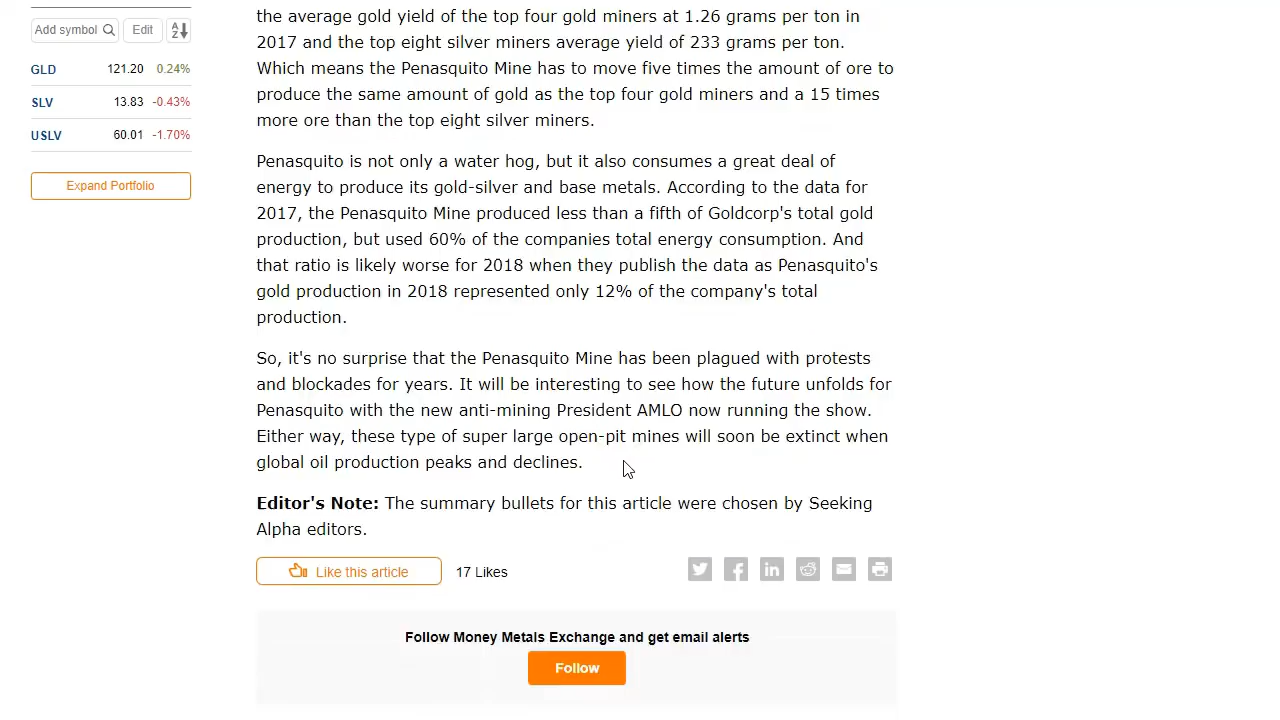 the average gold yield of the top four gold miners at 1.26 grams per ton in
2017 and the top eight silver miners average yield of 233 grams per ton.
Which means the Penasquito Mine has to move five times the amount of ore to
produce the same amount of gold as the top four gold miners and a 15 times
more ore than the top eight silver miners.
Add symbol Edit A Z
GLD 121.20 0.24%
SLV 13.83 -0.43%
USLV 60.01 -1.70%
Expand Portfolio
Penasquito is not only a water hog, but it also consumes a great deal of
energy to produce its gold-silver and base metals. According to the data for
2017, the Penasquito Mine produced less than a fifth of Goldcorp's total gold
production, but used 60% of the companies total energy consumption. And
that ratio is likely worse for 2018 when they publish the data as Penasquito's
gold production in 2018 represented only 12% of the company's total
production.
So, it's no surprise that the Penasquito Mine has been plagued with protests
and blockades for years. It will be interesting to see how the future unfolds for
Penasquito with the new anti-mining President AMLO now running the show.
Either way, these type of super large open-pit mines will soon be extinct when
global oil production peaks and declines.
Editor's Note: The summary bullets for this article were chosen by Seeking
Alpha editors.
Like this article 17 Likes
Follow Money Metals Exchange and get email alerts
Follow